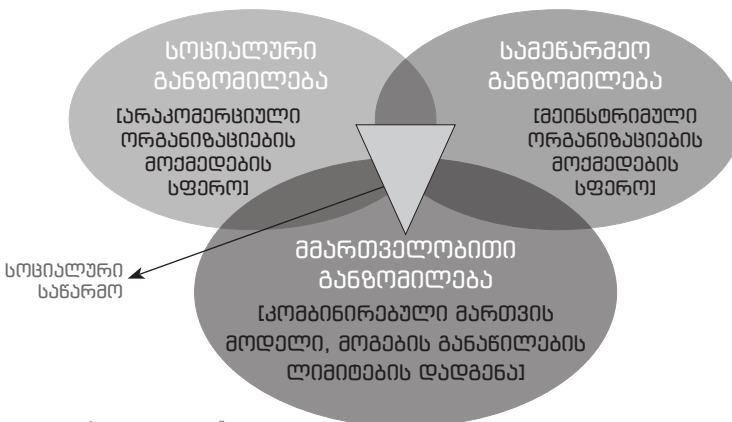 სოციალური
განზომილება
[არაკომერციული
ორგანიზაციების
მოქმედების
სფერო]
სამეწარმეო
განზომილება
[მეინსტრიმული
ორგანიზაციების
მოქმედების
სფერო]
სოციალური
საწარმო
მმართველობითი
განზომილება
[კომბინირებული მართვის
მოდელი, მოგების განაწილების
ლიმიტების დადგენა]